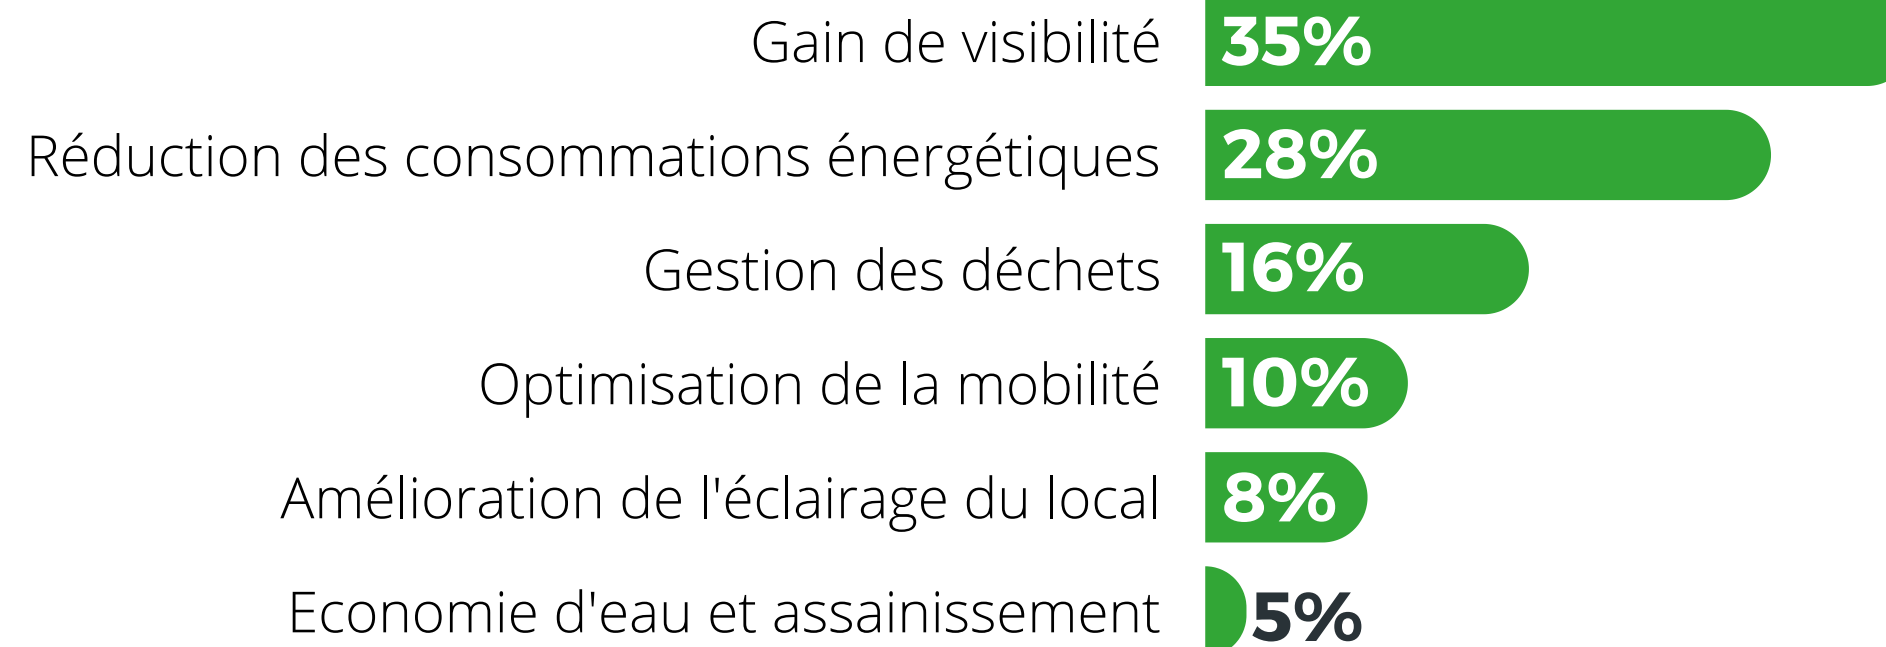 Gain de visibilité 35%
Réduction des consommations énergétiques 28%
Gestion des déchets 16%
Optimisation de la mobilité 10%
Amélioration de l'éclairage du local 8%
Economie d'eau et assainissement 5%